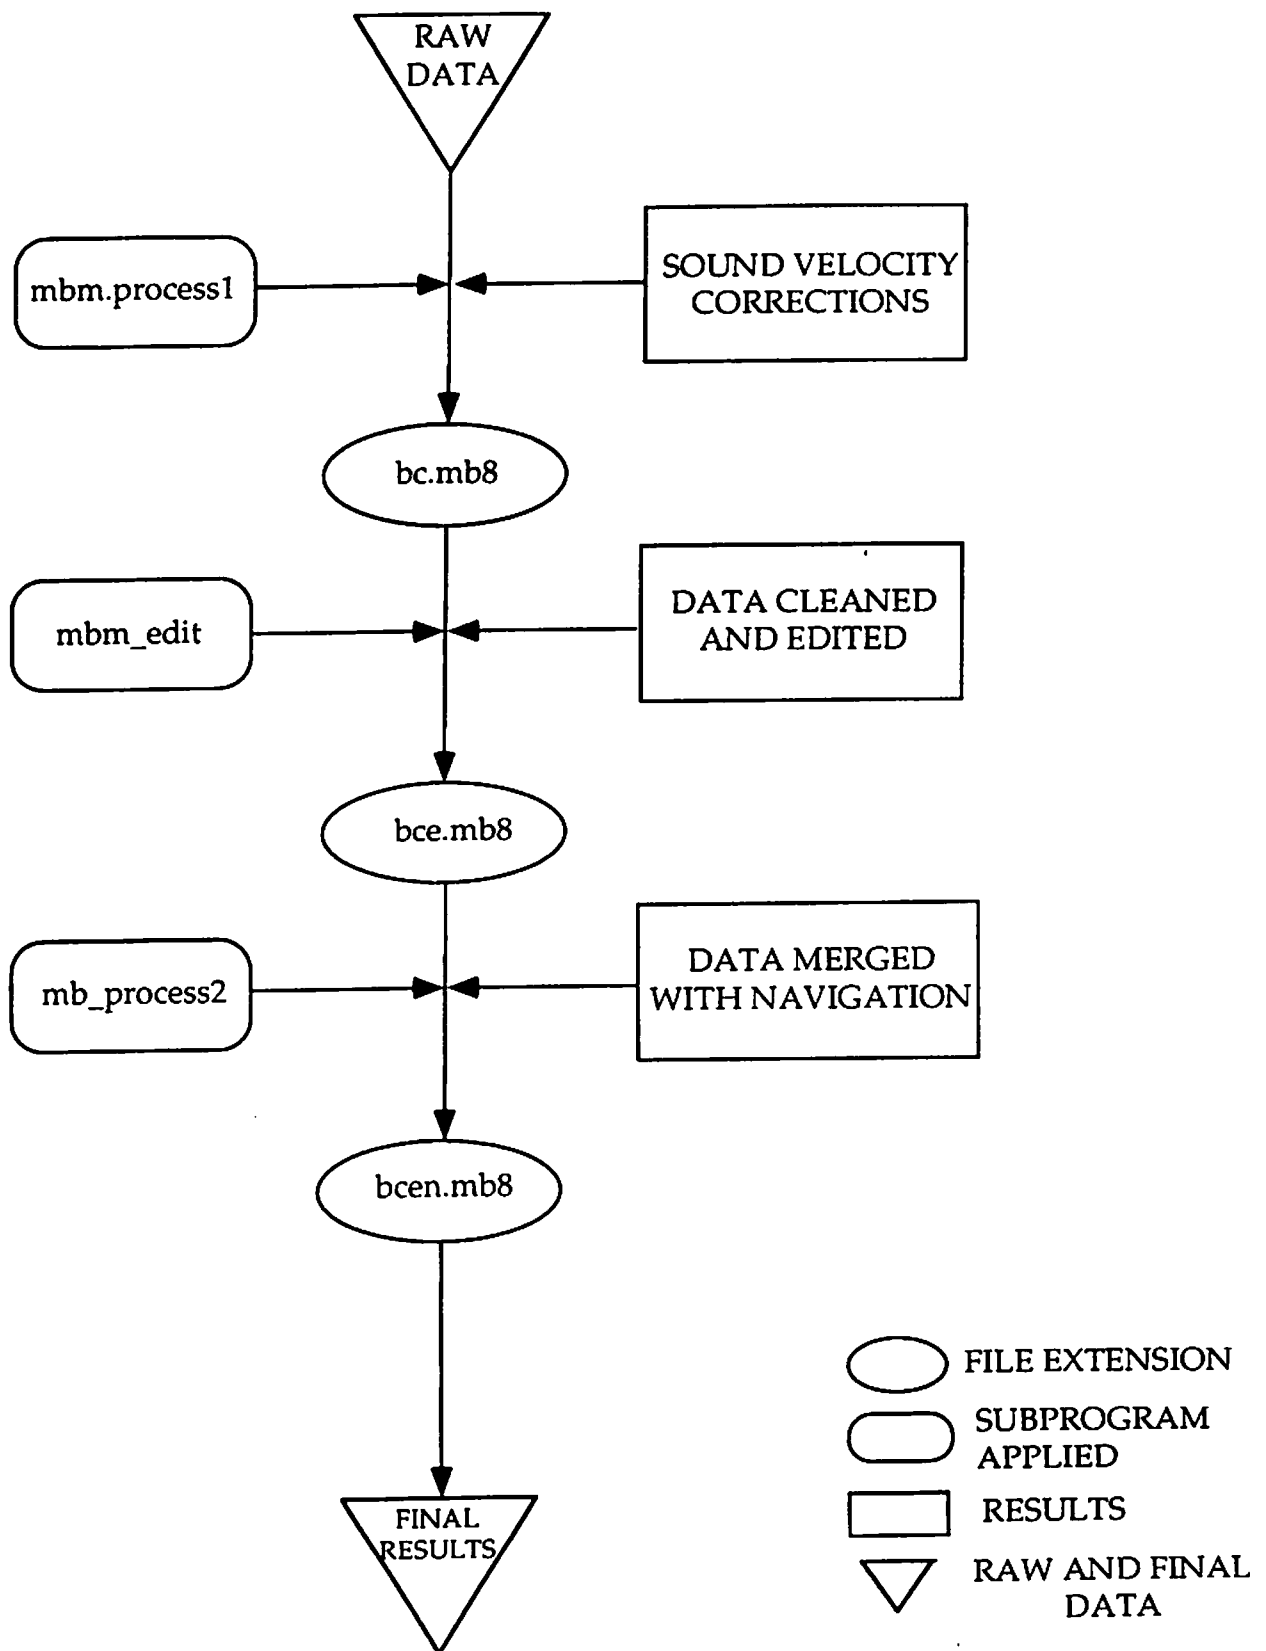 RAW
DATA
mbm.process1
SOUND VELOCITY
CORRECTIONS
bc.mb8
mbm_edit
DATA CLEANED
AND EDITED
bce.mb8
mb_process2
DATA MERGED
WITH NAVIGATION
bcen.mb8
FINAL
RESULTS
FILE EXTENSION
SUBPROGRAM
APPLIED
RESULTS
RAW AND FINAL
DATA